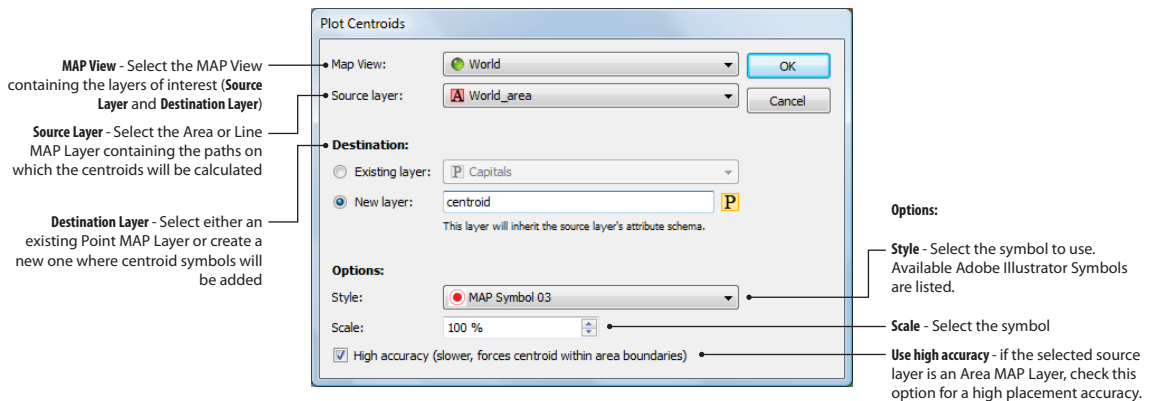 Plot Centroids
MAP View - Select the MAP View
containing the layers of interest (Source
Layer and Destination Layer)
Source Layer - Select the Area or Line
MAP Layer containing the paths on
which the centroids will be calculated
Destination Layer - Select either an
existing Point MAP Layer or create a
new one where centroid symbols will
be added
Map View:
World
OK
Source layer:
A World_area
Cancel
Destination:
Existing layer:
P Capitals
New layer:
centroid
P
This layer will inherit the source layer's attribute schema.
Options:
Style:
MAP Symbol 03
Scale:
100 %
High accuracy (slower, forces centroid within area boundaries)
Options:
Style - Select the symbol to use.
Available Adobe Illustrator Symbols
are listed.
Scale - Select the symbol
Use high accuracy - if the selected source
layer is an Area MAP Layer, check this
option for a high placement accuracy.